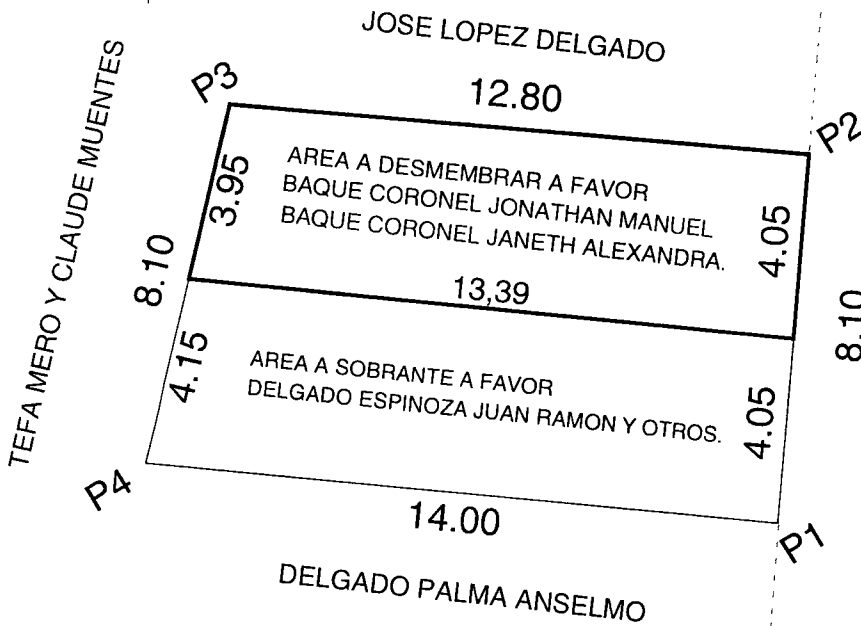 JOSE LOPEZ DELGADO
TEFA MERO Y CLAUDE MUENTES
P3
12.80
P2
3.95
AREA A DESMEMBRAR A FAVOR
BAQUE CORONEL JONATHAN MANUEL
BAQUE CORONEL JANETH ALEXANDRA.
4.05
8.10
13,39
8.10
4.15
AREA A SOBRANTE A FAVOR
DELGADO ESPINOZA JUAN RAMON Y OTROS.
4.05
P4
14.00
P1
DELGADO PALMA ANSELMO